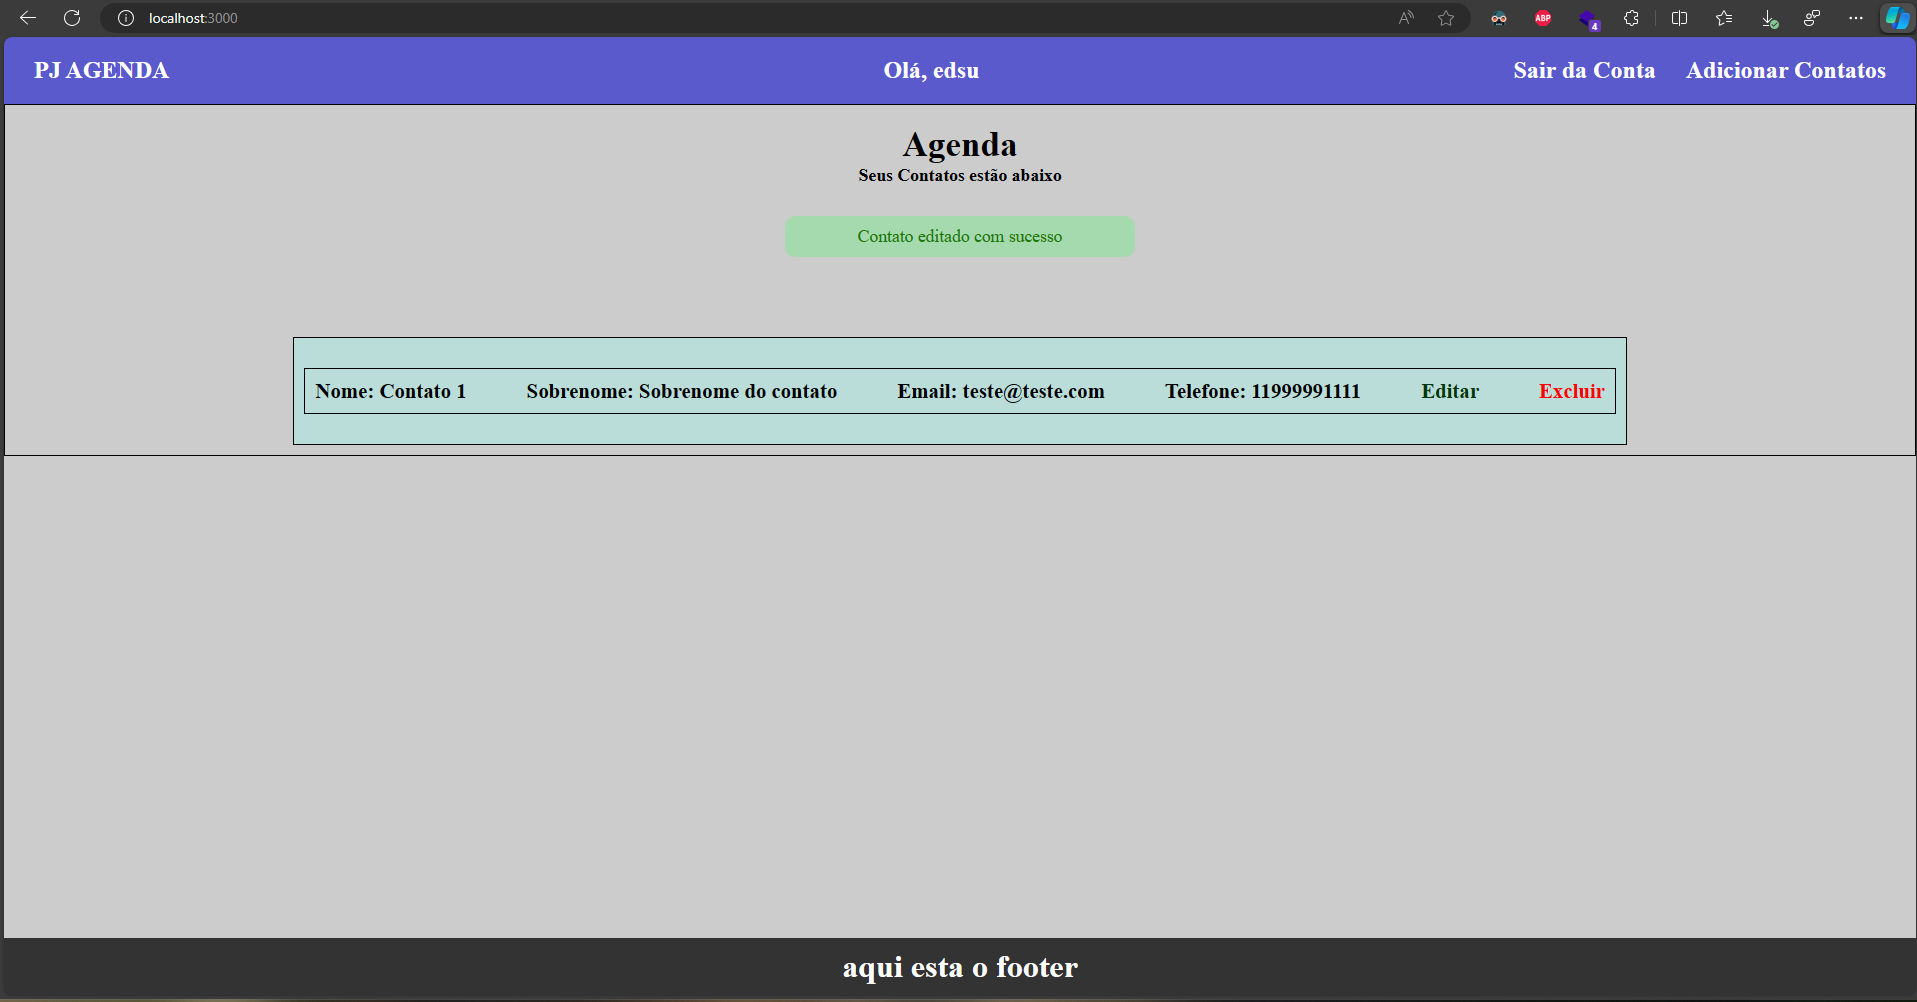 localhost:3000
ABP
4
PJ AGENDA
Olá, edsu
Sair da Conta
Adicionar Contatos
Agenda
Seus Contatos estão abaixo
Contato editado com sucesso
Nome: Contato 1 Sobrenome: Sobrenome do contato Email: teste@teste.com Telefone: 11999991111 Editar Excluir
aqui esta o footer